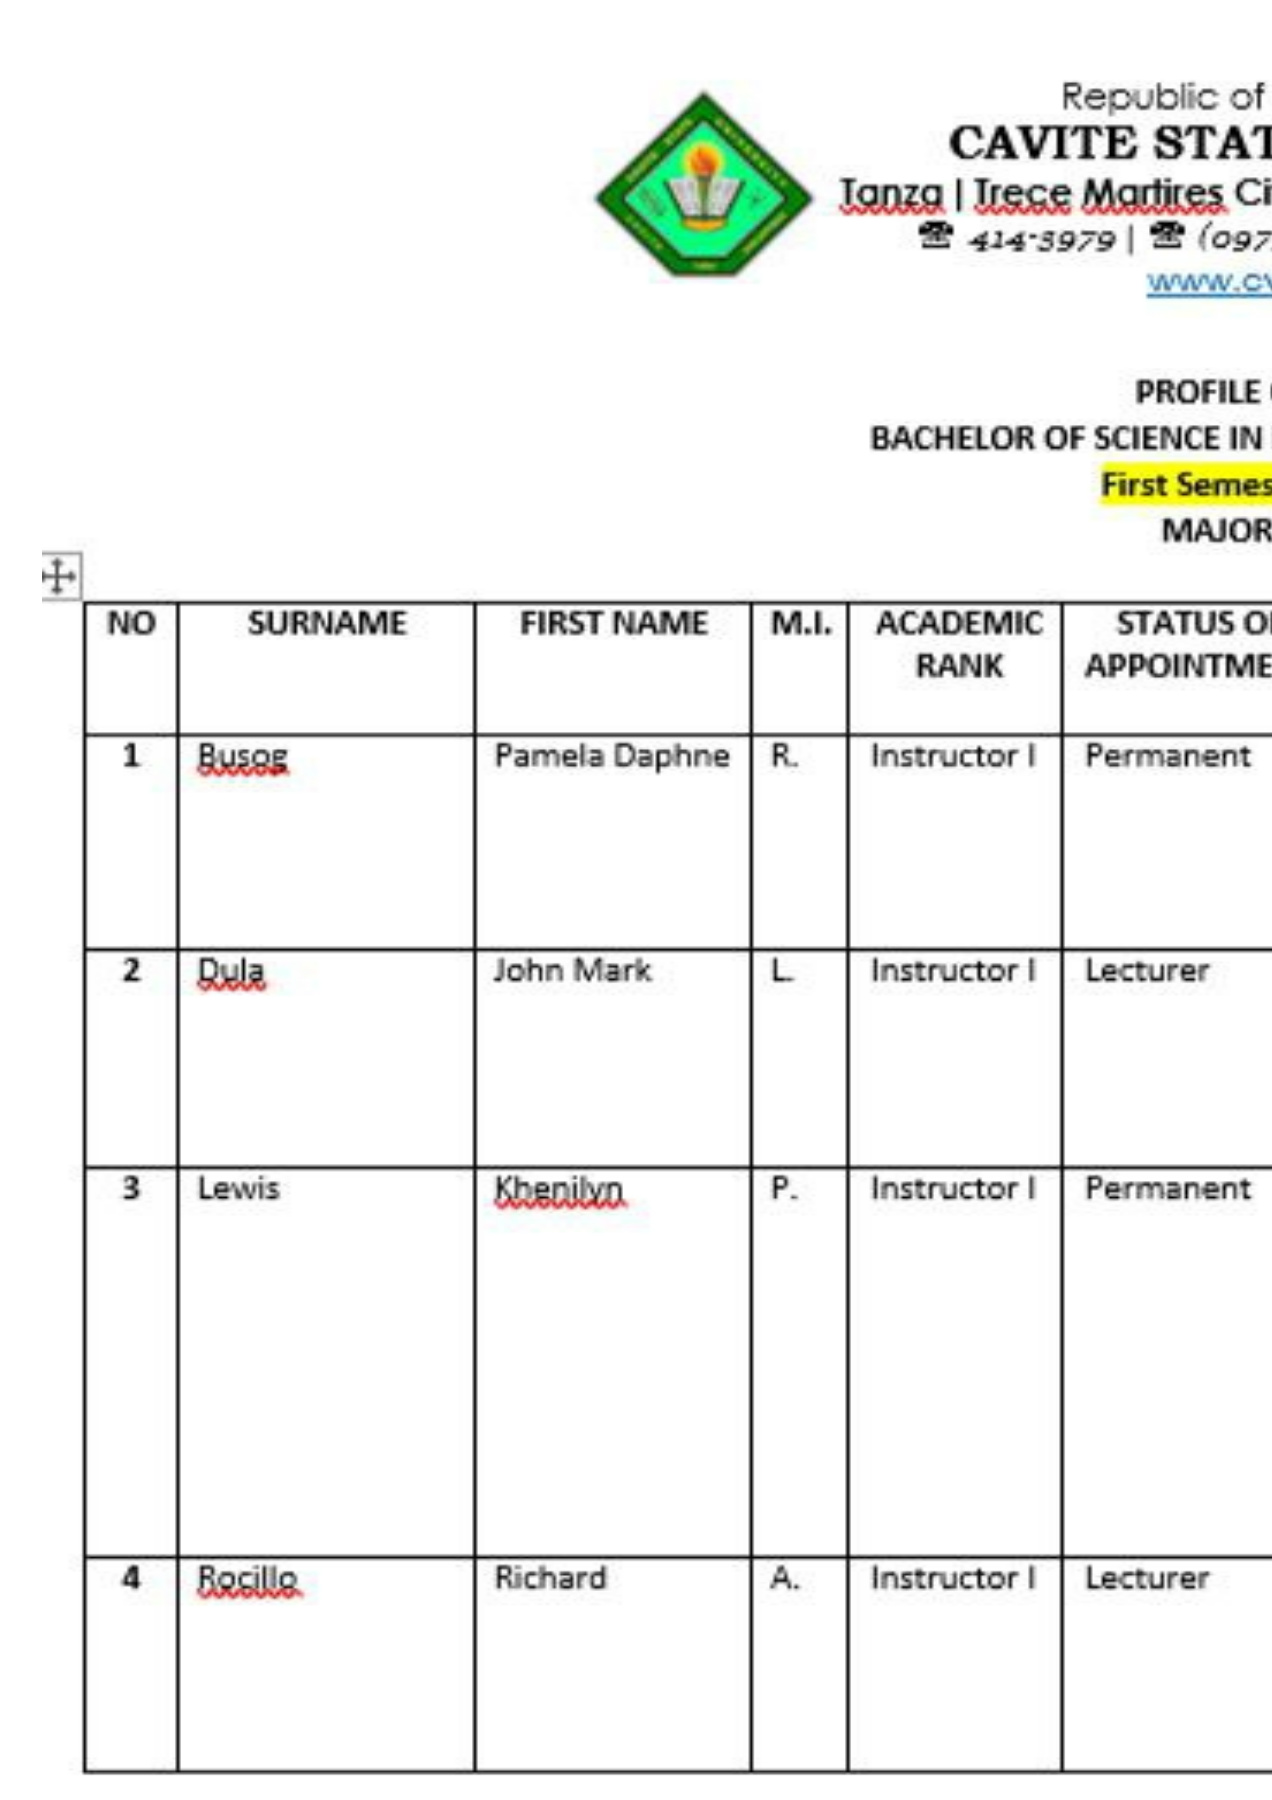 Republic of
CAVITE STAT
Tanza | Trece Martires Ci
☎ 414-3979 | ☎ (097
www.cv
PROFILE
BACHELOR OF SCIENCE IN
First Semes
MAJOR
NO SURNAME FIRST NAME M.I. ACADEMIC RANK STATUS O APPOINTME
1 Busog Pamela Daphne R. Instructor I Permanent
2 Dula John Mark L. Instructor I Lecturer
3 Lewis Khenilyn P. Instructor I Permanent
4 Rocillo Richard A. Instructor I Lecturer